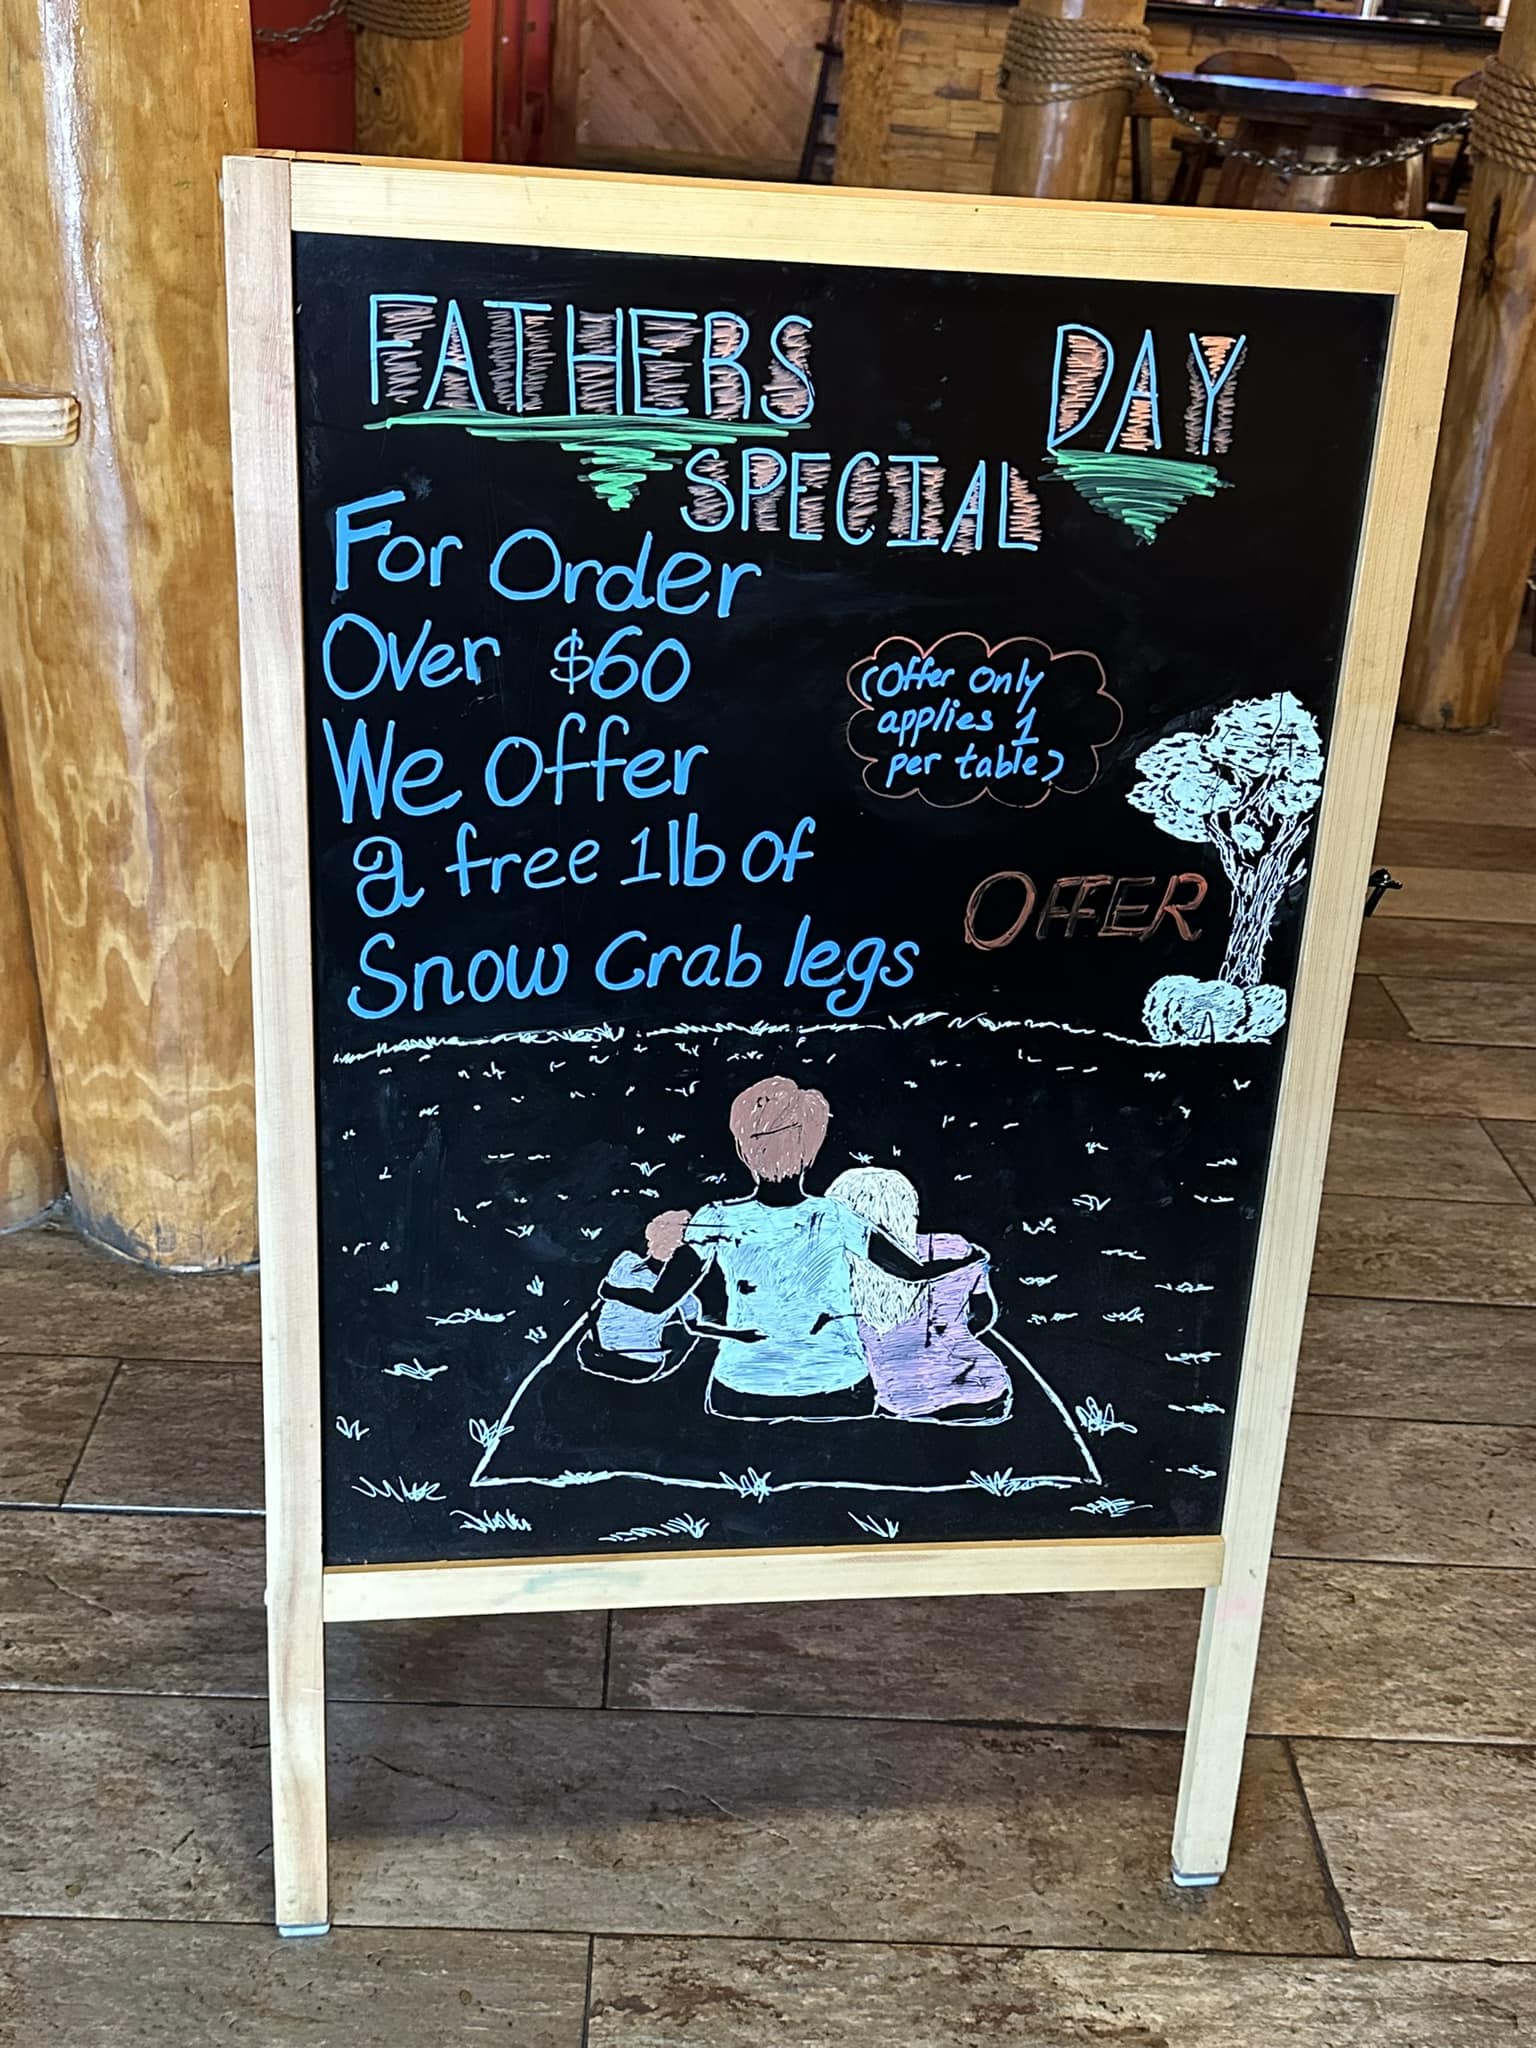 FATHERS DAY
SPECIAL
For Order
Over $60
We offer
a free 1lb of
Snow Crab legs
(Offer only
applies 1
per table)
OFFER